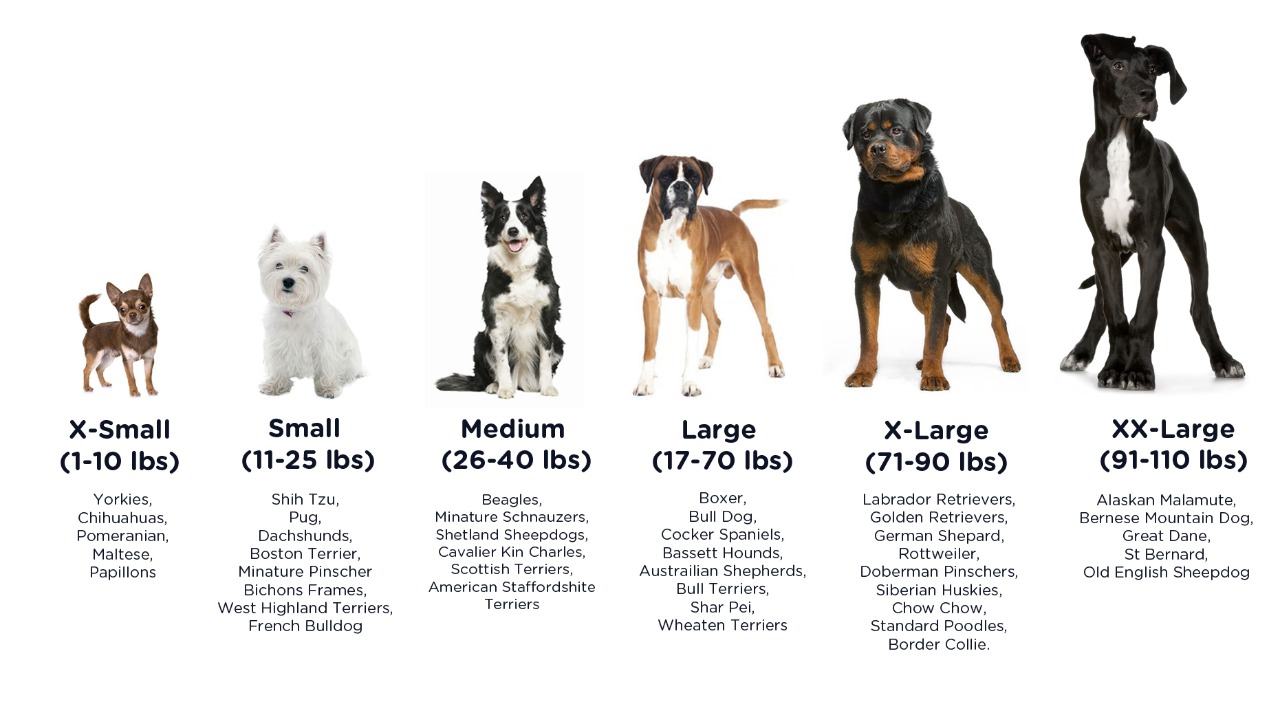 X-Small
(1-10 lbs)
Yorkies,
Chihuahuas,
Pomeranian,
Maltese,
Papillons
Small
(11-25 lbs)
Shih Tzu,
Pug,
Dachshunds,
Boston Terrier,
Minature Pinscher
Bichons Frames,
West Highland Terriers,
French Bulldog
Medium
(26-40 lbs)
Beagles,
Minature Schnauzers,
Shetland Sheepdogs,
Cavalier Kin Charles,
Scottish Terriers,
American Staffordshite
Terriers
Large
(17-70 lbs)
Boxer,
Bull Dog,
Cocker Spaniels,
Bassett Hounds,
Austrailian Shepherds,
Bull Terriers,
Shar Pei,
Wheaten Terriers
X-Large
(71-90 lbs)
Labrador Retrievers,
Golden Retrievers,
German Shepard,
Rottweiler,
Doberman Pinschers,
Siberian Huskies,
Chow Chow,
Standard Poodles,
Border Collie.
XX-Large
(91-110 lbs)
Alaskan Malamute,
Bernese Mountain Dog,
Great Dane,
St Bernard,
Old English Sheepdog